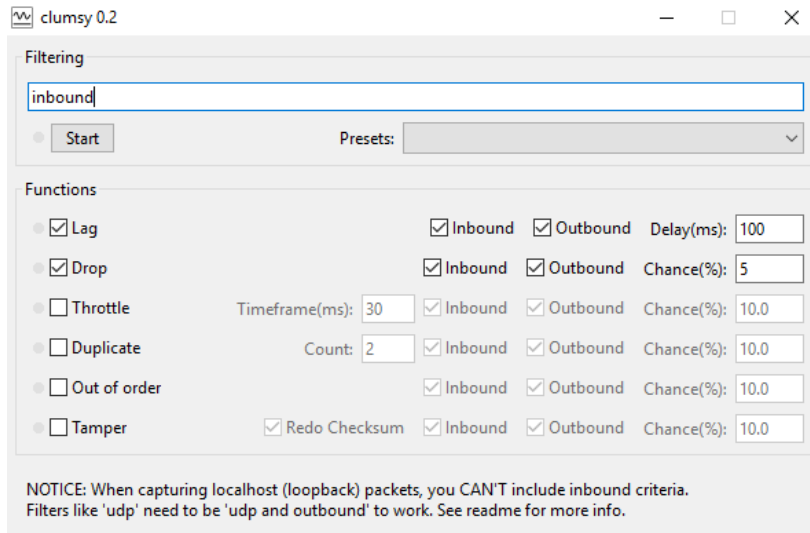 clumsy 0.2
Filtering
inbound
Start Presets:
Functions
Lag Inbound Outbound Delay(ms): 100
Drop Inbound Outbound Chance(%): 5
Throttle Timeframe(ms): 30 Inbound Outbound Chance(%): 10.0
Duplicate Count: 2 Inbound Outbound Chance(%): 10.0
Out of order Inbound Outbound Chance(%): 10.0
Tamper Redo Checksum Inbound Outbound Chance(%): 10.0
NOTICE: When capturing localhost (loopback) packets, you CAN'T include inbound criteria.
Filters like 'udp' need to be 'udp and outbound' to work. See readme for more info.